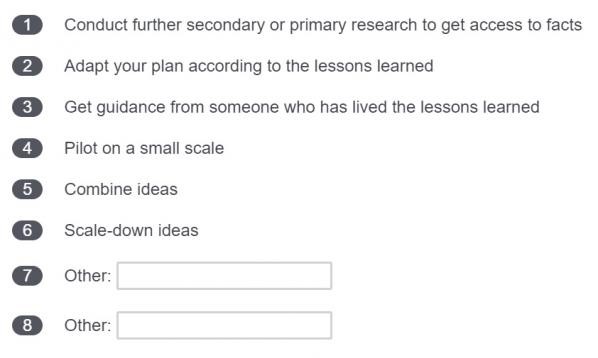 1 Conduct further secondary or primary research to get access to facts
2 Adapt your plan according to the lessons learned
3 Get guidance from someone who has lived the lessons learned
4 Pilot on a small scale
5 Combine ideas
6 Scale-down ideas
7 Other:
8 Other: